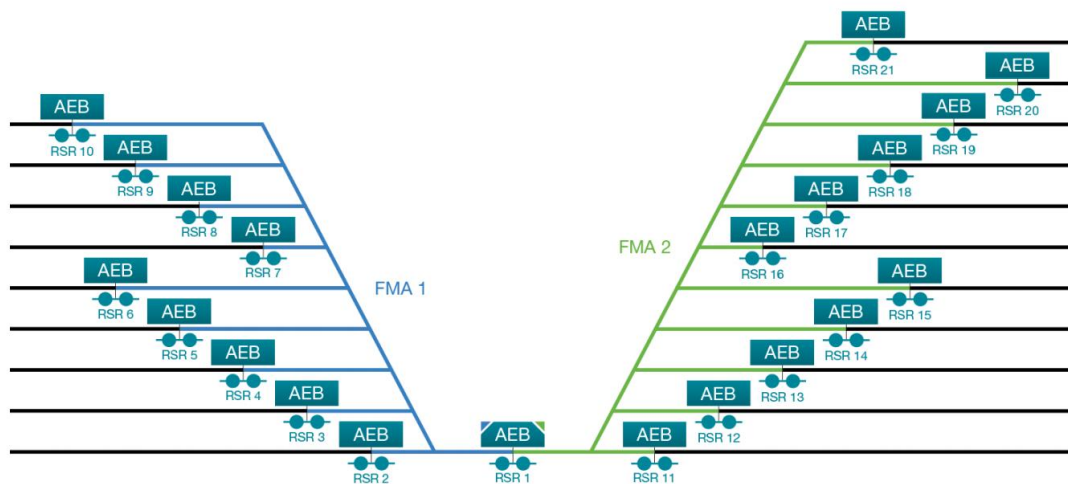 AEB
RSR 21
AEB
RSR 20
AEB
RSR 10
AEB
RSR 19
AEB
RSR 9
AEB
RSR 18
AEB
RSR 8
AEB
RSR 17
AEB
RSR 7
FMA 2
AEB
RSR 16
AEB
RSR 6
FMA 1
AEB
RSR 15
AEB
RSR 5
AEB
RSR 14
AEB
RSR 4
AEB
RSR 13
AEB
RSR 3
AEB
RSR 12
AEB
RSR 2
AEB
RSR 1
AEB
RSR 11